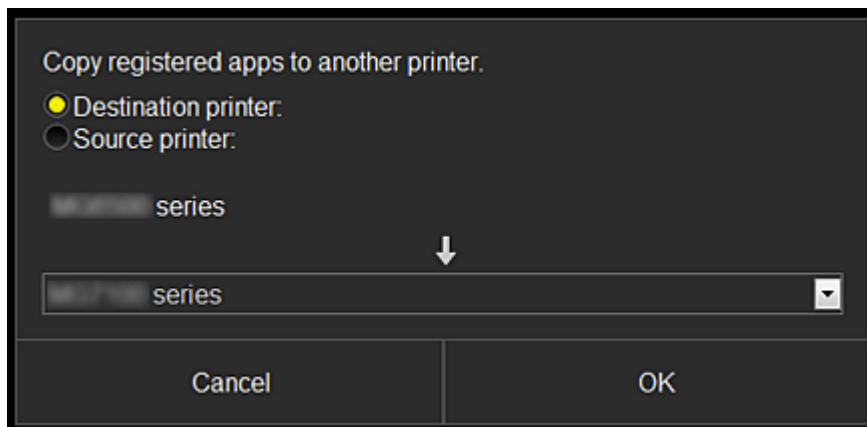 Copy registered apps to another printer.
Destination printer:
Source printer:
series
series
Cancel
OK